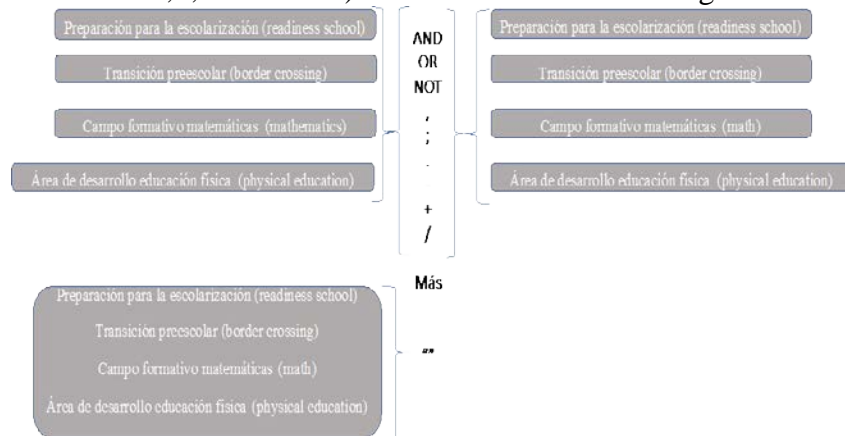 Preparación para la escolarización (readiness school)
Transición preescolar (border crossing)
Campo formativo matemáticas (mathematics)
Área de desarrollo educación física (physical education)
AND
OR
NOT
,
;
.
+
/
Preparación para la escolarización (readiness school)
Transición preescolar (border crossing)
Campo formativo matemáticas (math)
Área de desarrollo educación física (physical education)
Más
Preparación para la escolarización (readiness school)
Transición preescolar (border crossing)
Campo formativo matemáticas (math)
Área de desarrollo educación física (physical education)
""